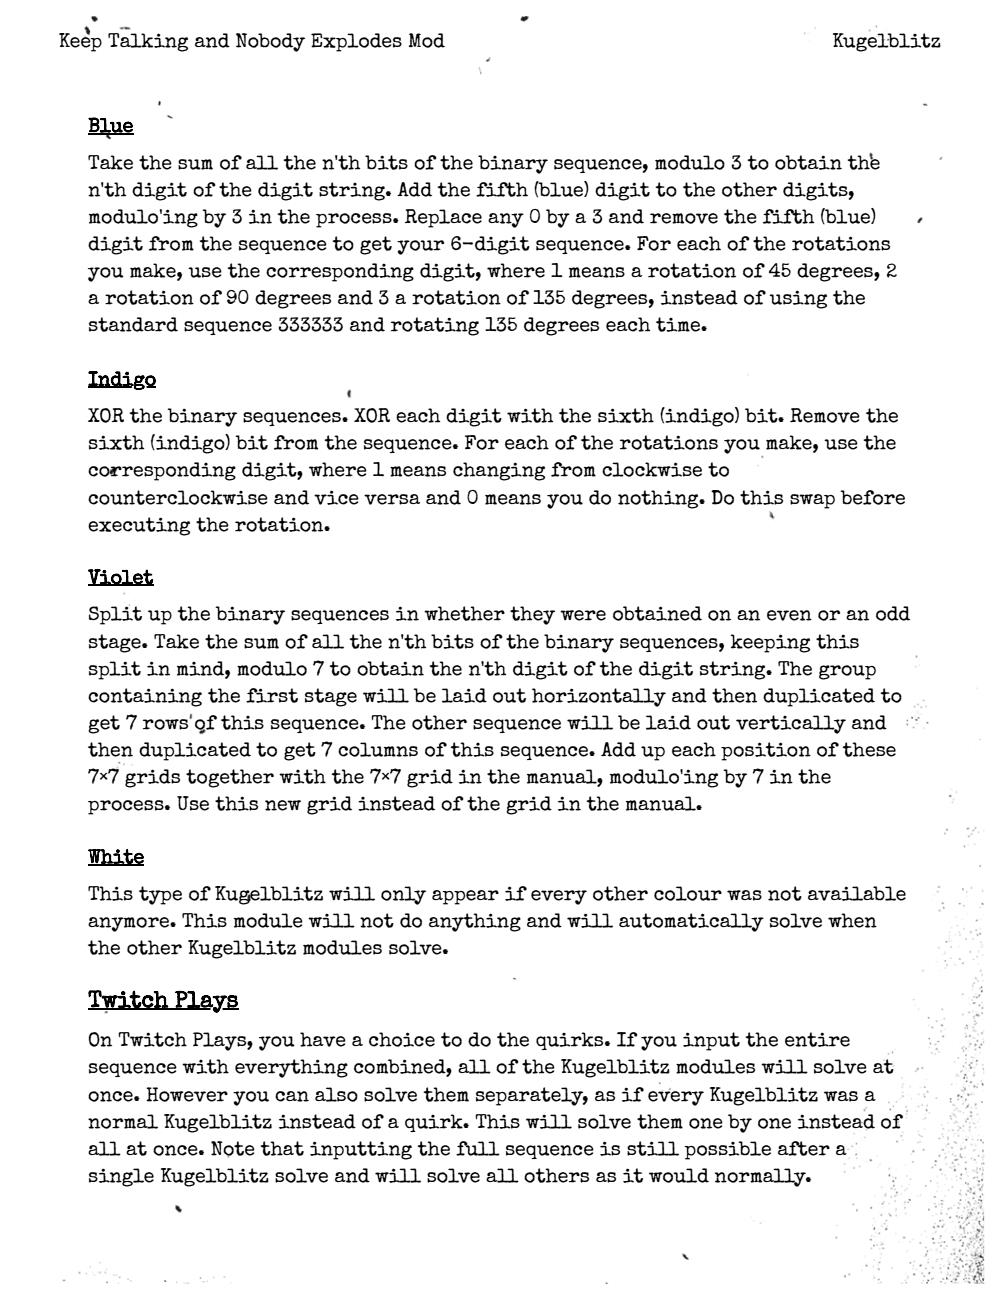 Keep Talking and Nobody Explodes Mod
Kugelblitz
Blue
Take the sum of all the n'th bits of the binary sequence, modulo 3 to obtain the
n'th digit of the digit string. Add the fifth (blue) digit to the other digits,
modulo'ing by 3 in the process. Replace any 0 by a 3 and remove the fifth (blue)
digit from the sequence to get your 6-digit sequence. For each of the rotations
you make, use the corresponding digit, where 1 means a rotation of 45 degrees, 2
a rotation of 90 degrees and 3 a rotation of 135 degrees, instead of using the
standard sequence 333333 and rotating 135 degrees each time.
Indigo
XOR the binary sequences. XOR each digit with the sixth (indigo) bit. Remove the
sixth (indigo) bit from the sequence. For each of the rotations you make, use the
corresponding digit, where 1 means changing from clockwise to
counterclockwise and vice versa and 0 means you do nothing. Do this swap before
executing the rotation.
Violet
Split up the binary sequences in whether they were obtained on an even or an odd
stage. Take the sum of all the n'th bits of the binary sequences, keeping this
split in mind, modulo 7 to obtain the n'th digit of the digit string. The group
containing the first stage will be laid out horizontally and then duplicated to
get 7 rows of this sequence. The other sequence will be laid out vertically and
then duplicated to get 7 columns of this sequence. Add up each position of these
7×7 grids together with the 7×7 grid in the manual, modulo'ing by 7 in the
process. Use this new grid instead of the grid in the manual.
White
This type of Kugelblitz will only appear if every other colour was not available
anymore. This module will not do anything and will automatically solve when
the other Kugelblitz modules solve.
Twitch Plays
On Twitch Plays, you have a choice to do the quirks. If you input the entire
sequence with everything combined, all of the Kugelblitz modules will solve at
once. However you can also solve them separately, as if every Kugelblitz was a
normal Kugelblitz instead of a quirk. This will solve them one by one instead of
all at once. Note that inputting the full sequence is still possible after a
single Kugelblitz solve and will solve all others as it would normally.